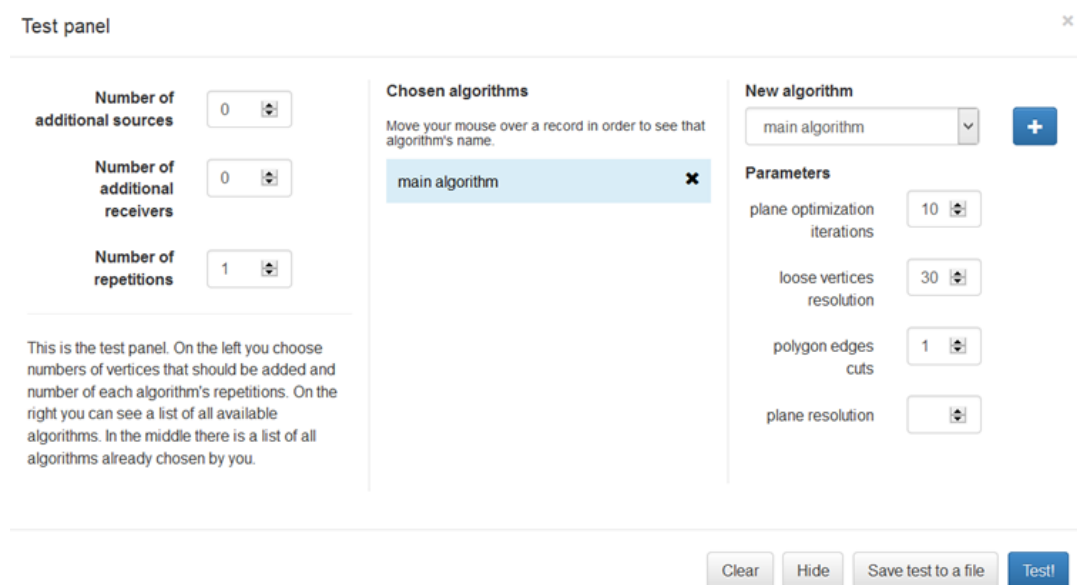 Test panel
×
Number of
additional sources
0
Number of
additional
receivers
0
Number of
repetitions
1
This is the test panel. On the left you choose
numbers of vertices that should be added and
number of each algorithm's repetitions. On the
right you can see a list of all available
algorithms. In the middle there is a list of all
algorithms already chosen by you.
Chosen algorithms
Move your mouse over a record in order to see that
algorithm's name.
main algorithm
New algorithm
main algorithm
Parameters
plane optimization
iterations
10
loose vertices
resolution
30
polygon edges
cuts
1
plane resolution
Clear
Hide
Save test to a file
Test!